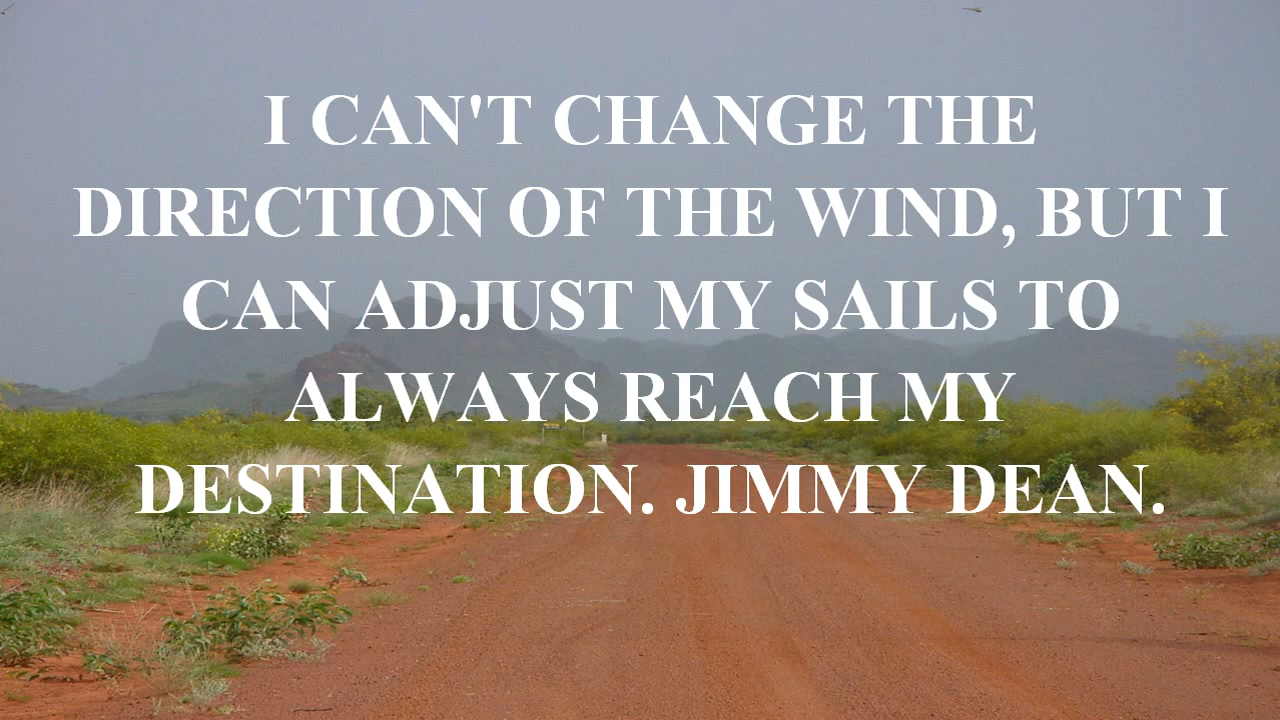 I CAN'T CHANGE THE
DIRECTION OF THE WIND, BUT I
CAN ADJUST MY SAILS TO
ALWAYS REACH MY
DESTINATION. JIMMY DEAN.